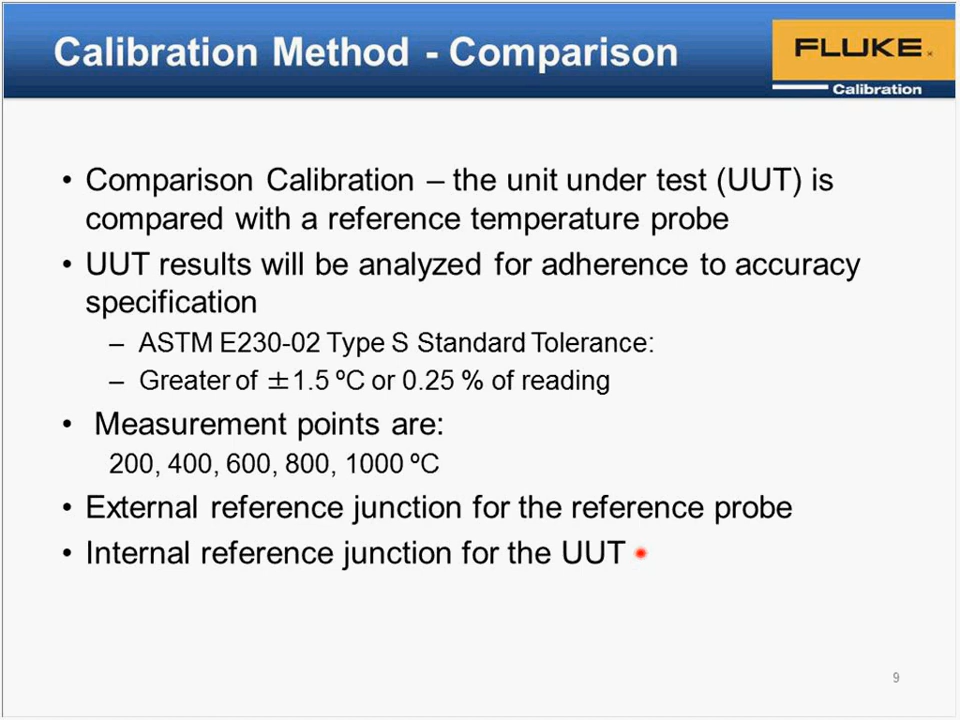 Calibration Method - Comparison
FLUKE
Calibration
• Comparison Calibration – the unit under test (UUT) is
compared with a reference temperature probe
• UUT results will be analyzed for adherence to accuracy
specification
– ASTM E230-02 Type S Standard Tolerance:
– Greater of ±1.5 ºC or 0.25 % of reading
• Measurement points are:
200, 400, 600, 800, 1000 ºC
• External reference junction for the reference probe
• Internal reference junction for the UUT
9